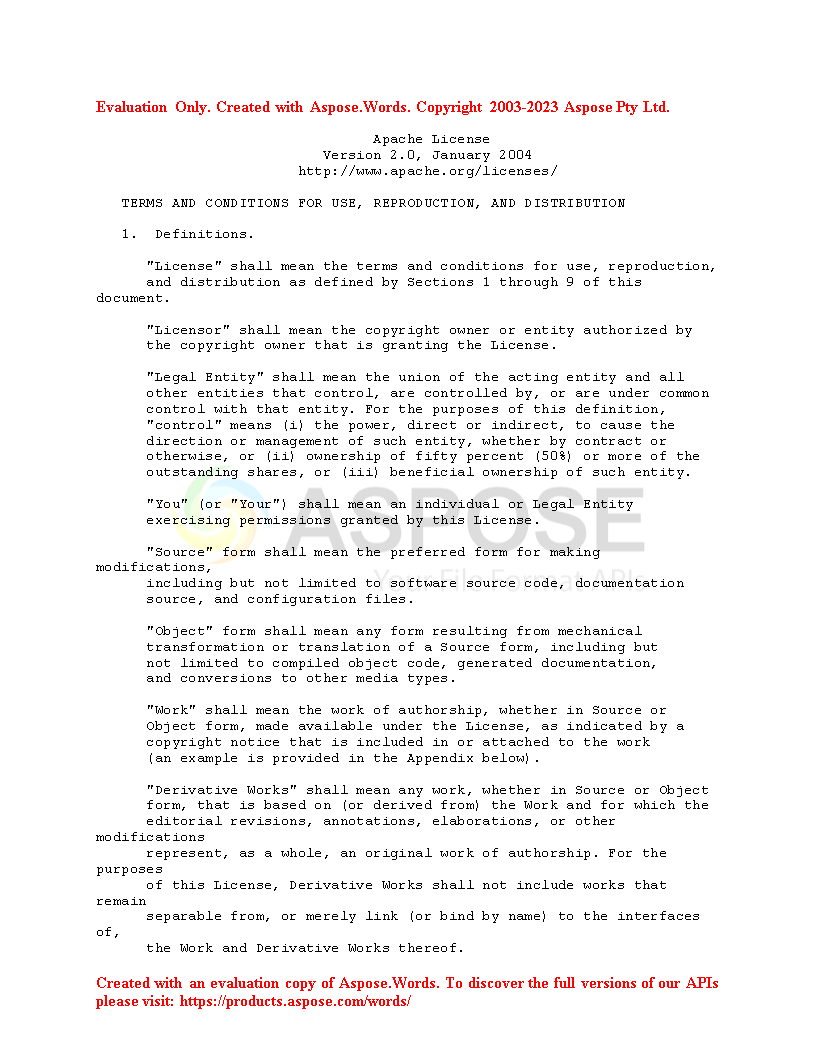 Evaluation Only. Created with Aspose.Words. Copyright 2003-2023 Aspose Pty Ltd.
Apache License
Version 2.0, January 2004
http://www.apache.org/licenses/
TERMS AND CONDITIONS FOR USE, REPRODUCTION, AND DISTRIBUTION
1. Definitions.
"License" shall mean the terms and conditions for use, reproduction,
and distribution as defined by Sections 1 through 9 of this
document.
"Licensor" shall mean the copyright owner or entity authorized by
the copyright owner that is granting the License.
"Legal Entity" shall mean the union of the acting entity and all
other entities that control, are controlled by, or are under common
control with that entity. For the purposes of this definition,
"control" means (i) the power, direct or indirect, to cause the
direction or management of such entity, whether by contract or
otherwise, or (ii) ownership of fifty percent (50%) or more of the
outstanding shares, or (iii) beneficial ownership of such entity.
"You" (or "Your") shall mean an individual or Legal Entity
exercising permissions granted by this License.
ASPOSE
"Source" form shall mean the preferred form for making
modifications,
including but not limited to software source code, documentation
Your File Format APIs
source, and configuration files.
"Object" form shall mean any form resulting from mechanical
transformation or translation of a Source form, including but
not limited to compiled object code, generated documentation,
and conversions to other media types.
"Work" shall mean the work of authorship, whether in Source or
Object form, made available under the License, as indicated by a
copyright notice that is included in or attached to the work
(an example is provided in the Appendix below).
"Derivative Works" shall mean any work, whether in Source or Object
form, that is based on (or derived from) the Work and for which the
editorial revisions, annotations, elaborations, or other
modifications
represent, as a whole, an original work of authorship. For the
purposes
of this License, Derivative Works shall not include works that
remain
separable from, or merely link (or bind by name) to the interfaces
of,
the Work and Derivative Works thereof.
Created with an evaluation copy of Aspose.Words. To discover the full versions of our APIs
please visit: https://products.aspose.com/words/